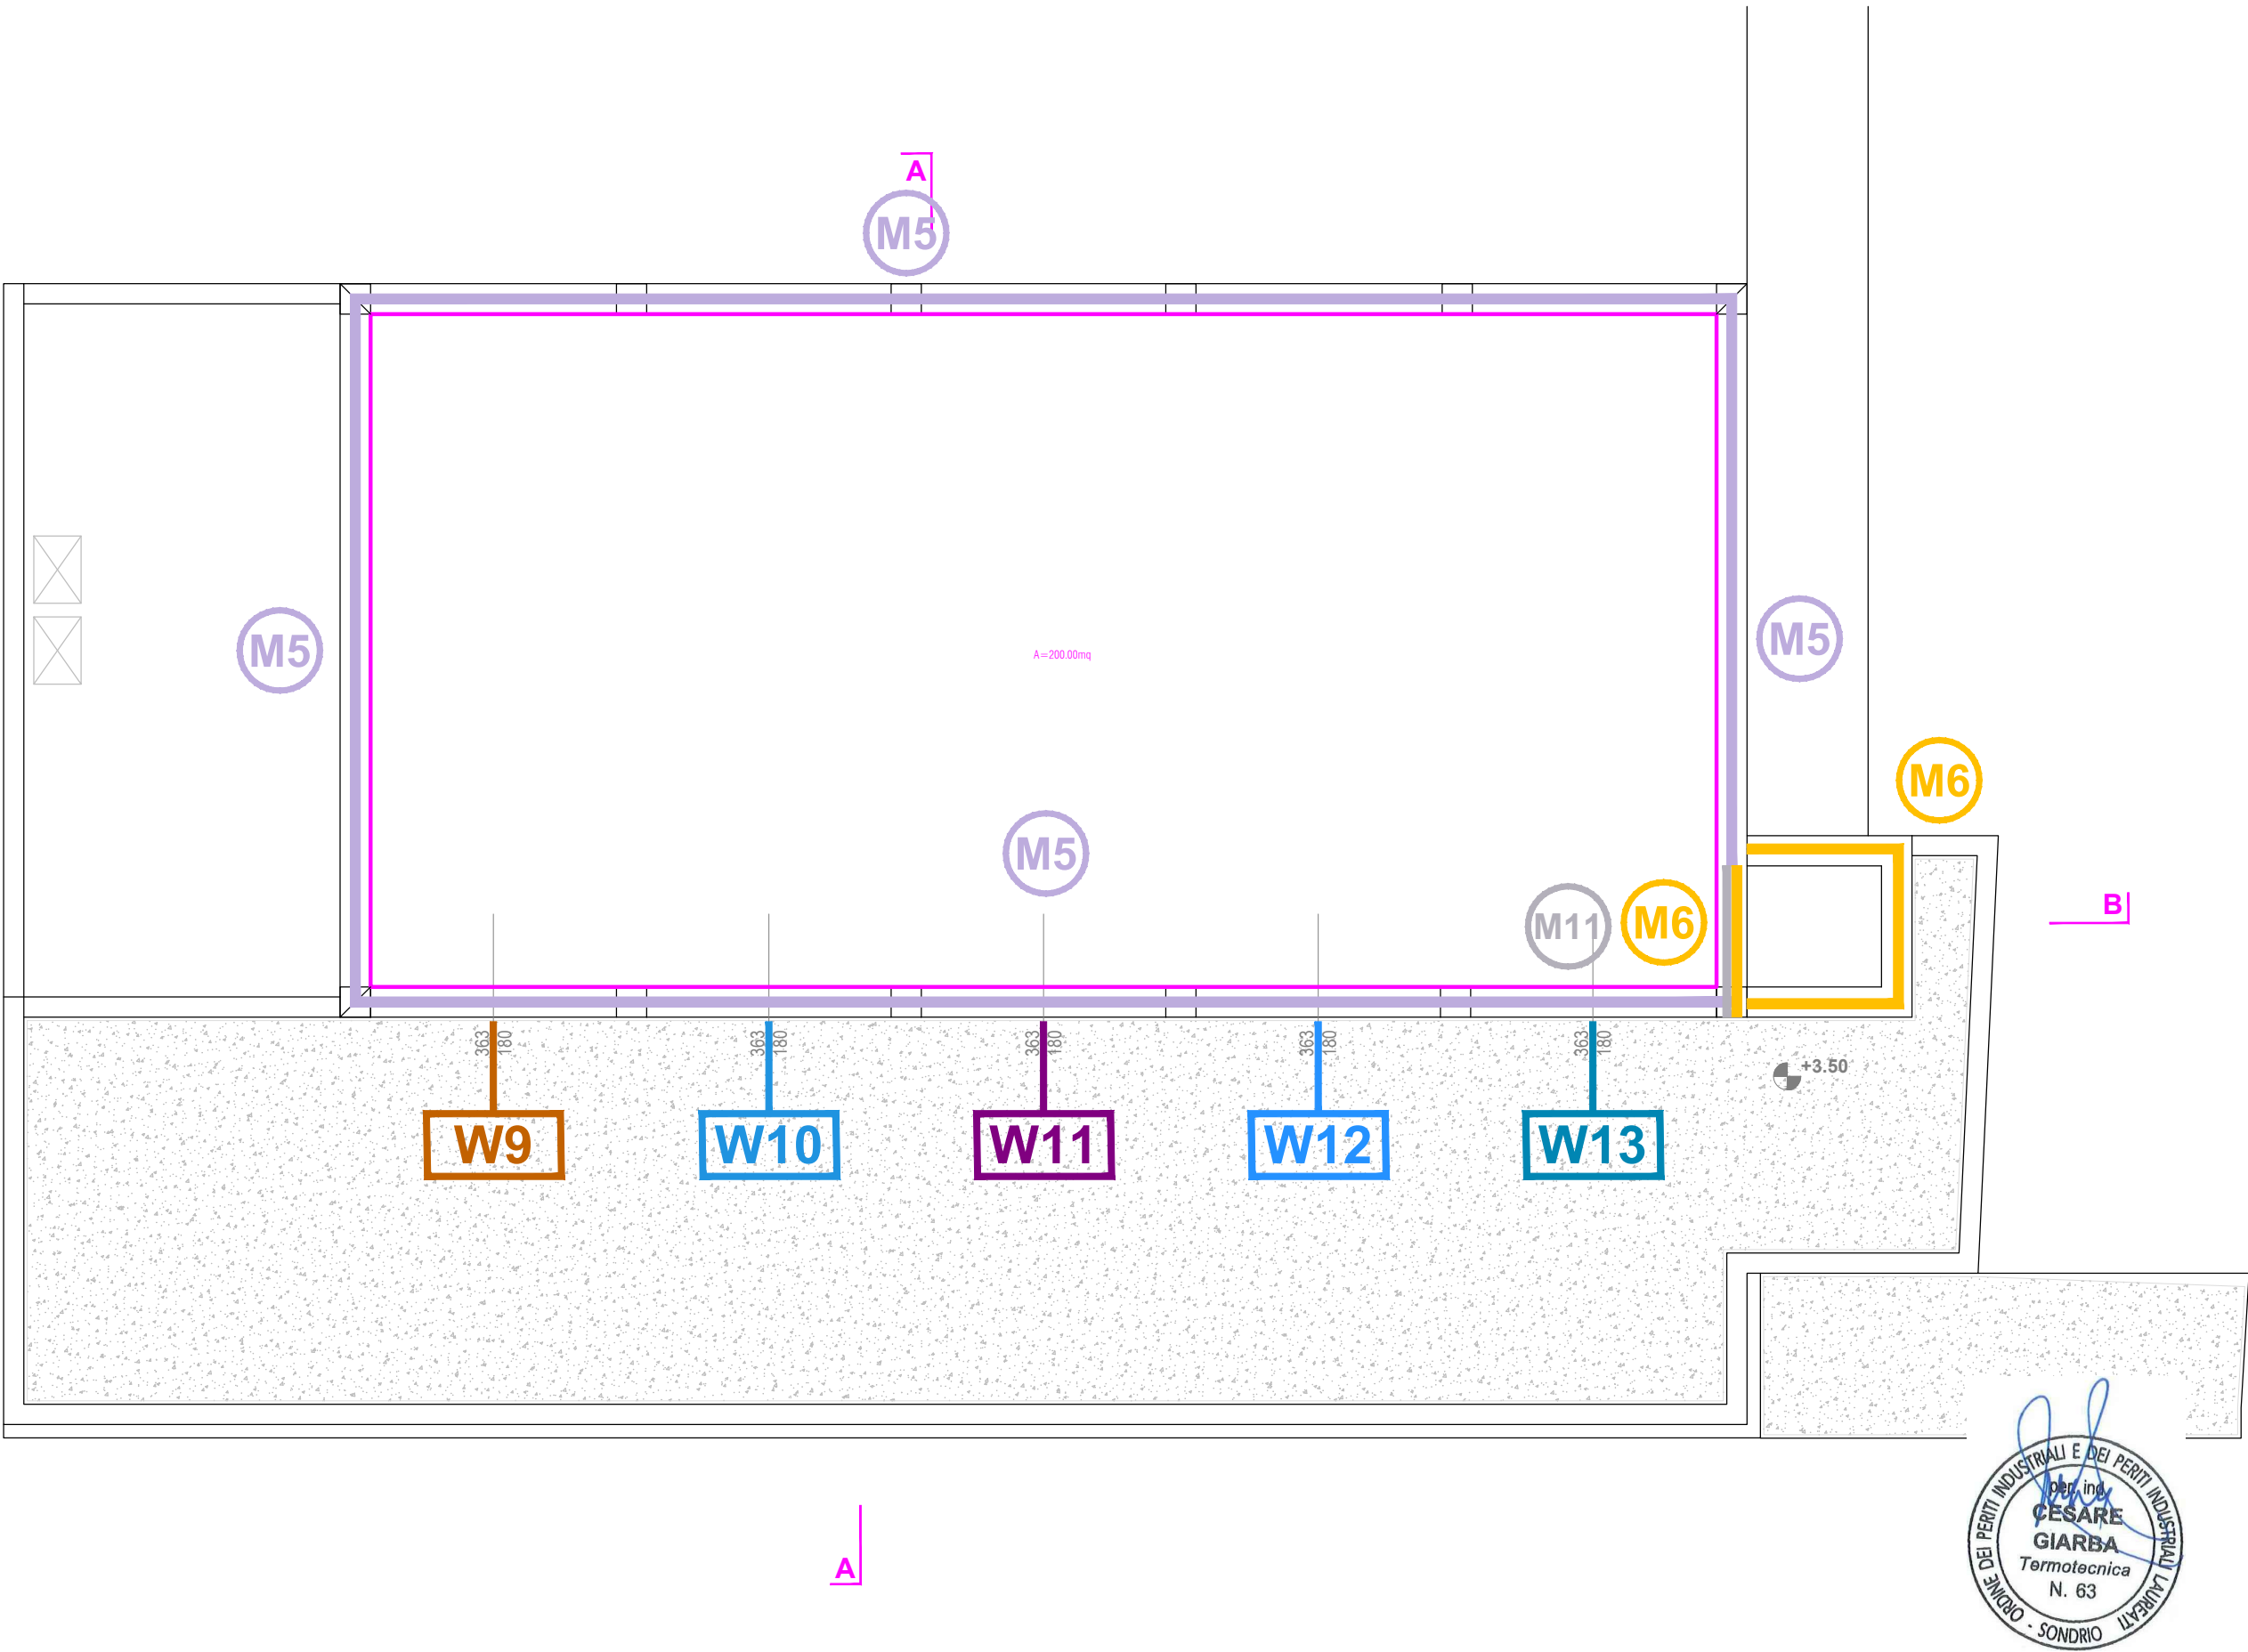 A
M5
M5
M5
A=200.00mq
M6
M5
M11
M6
B
363
180
363
180
363
180
363
180
363
180
+3.50
W9
W10
W11
W12
W13
A
ORDINE DEI PERITI INDUSTRIALI E DEI PERITI INDUSTRIALI LAUREATI
- SONDRIO
per. ind.
CESARE
GIARBA
Termotecnica
N. 63